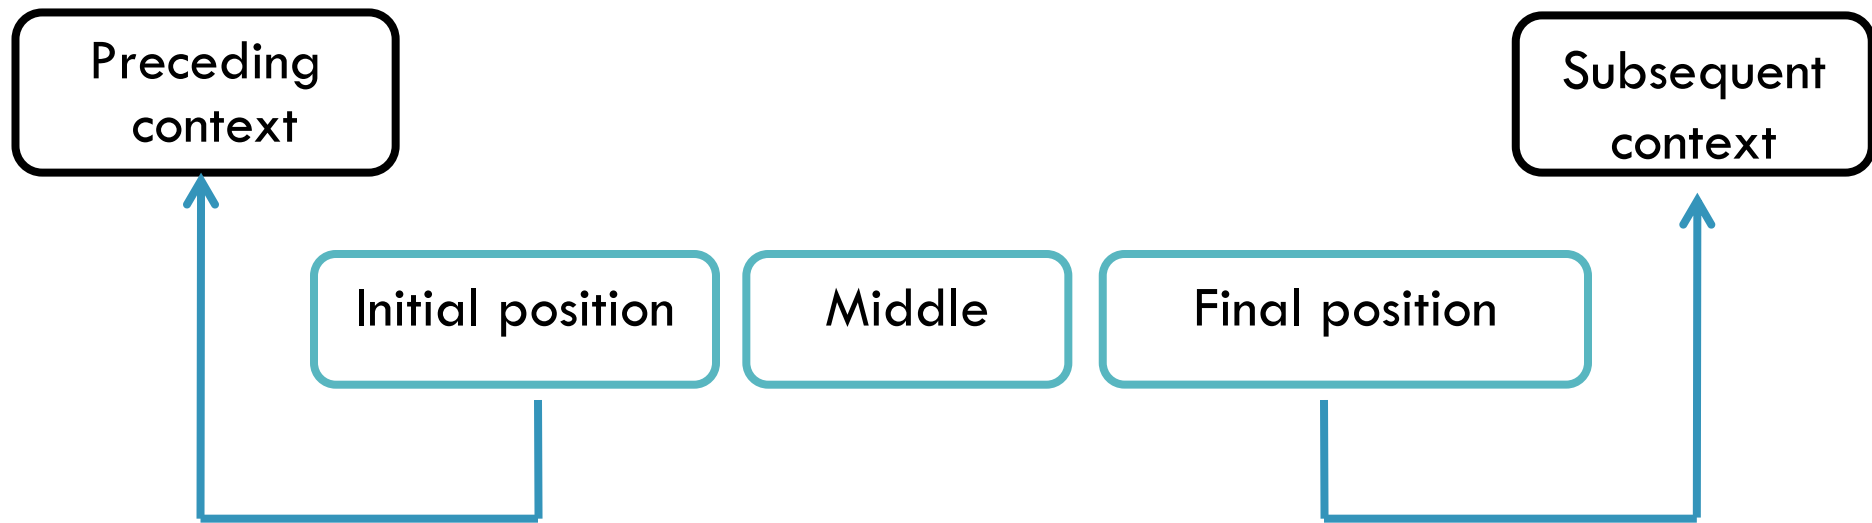 Preceding
context
Subsequent
context
Initial position
Middle
Final position